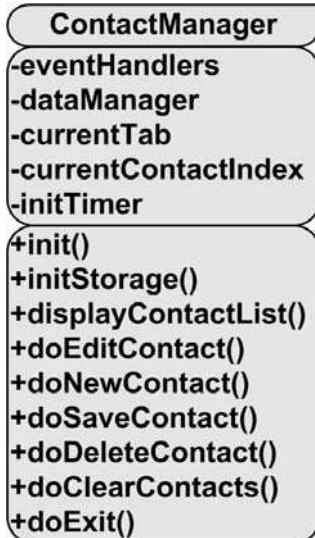 ContactManager
-eventHandlers
-dataManager
-currentTab
-currentContactIndex
-initTimer
+init()
+initStorage()
+displayContactList()
+doEditContact()
+doNewContact()
+doSaveContact()
+doDeleteContact()
+doClearContacts()
+doExit()